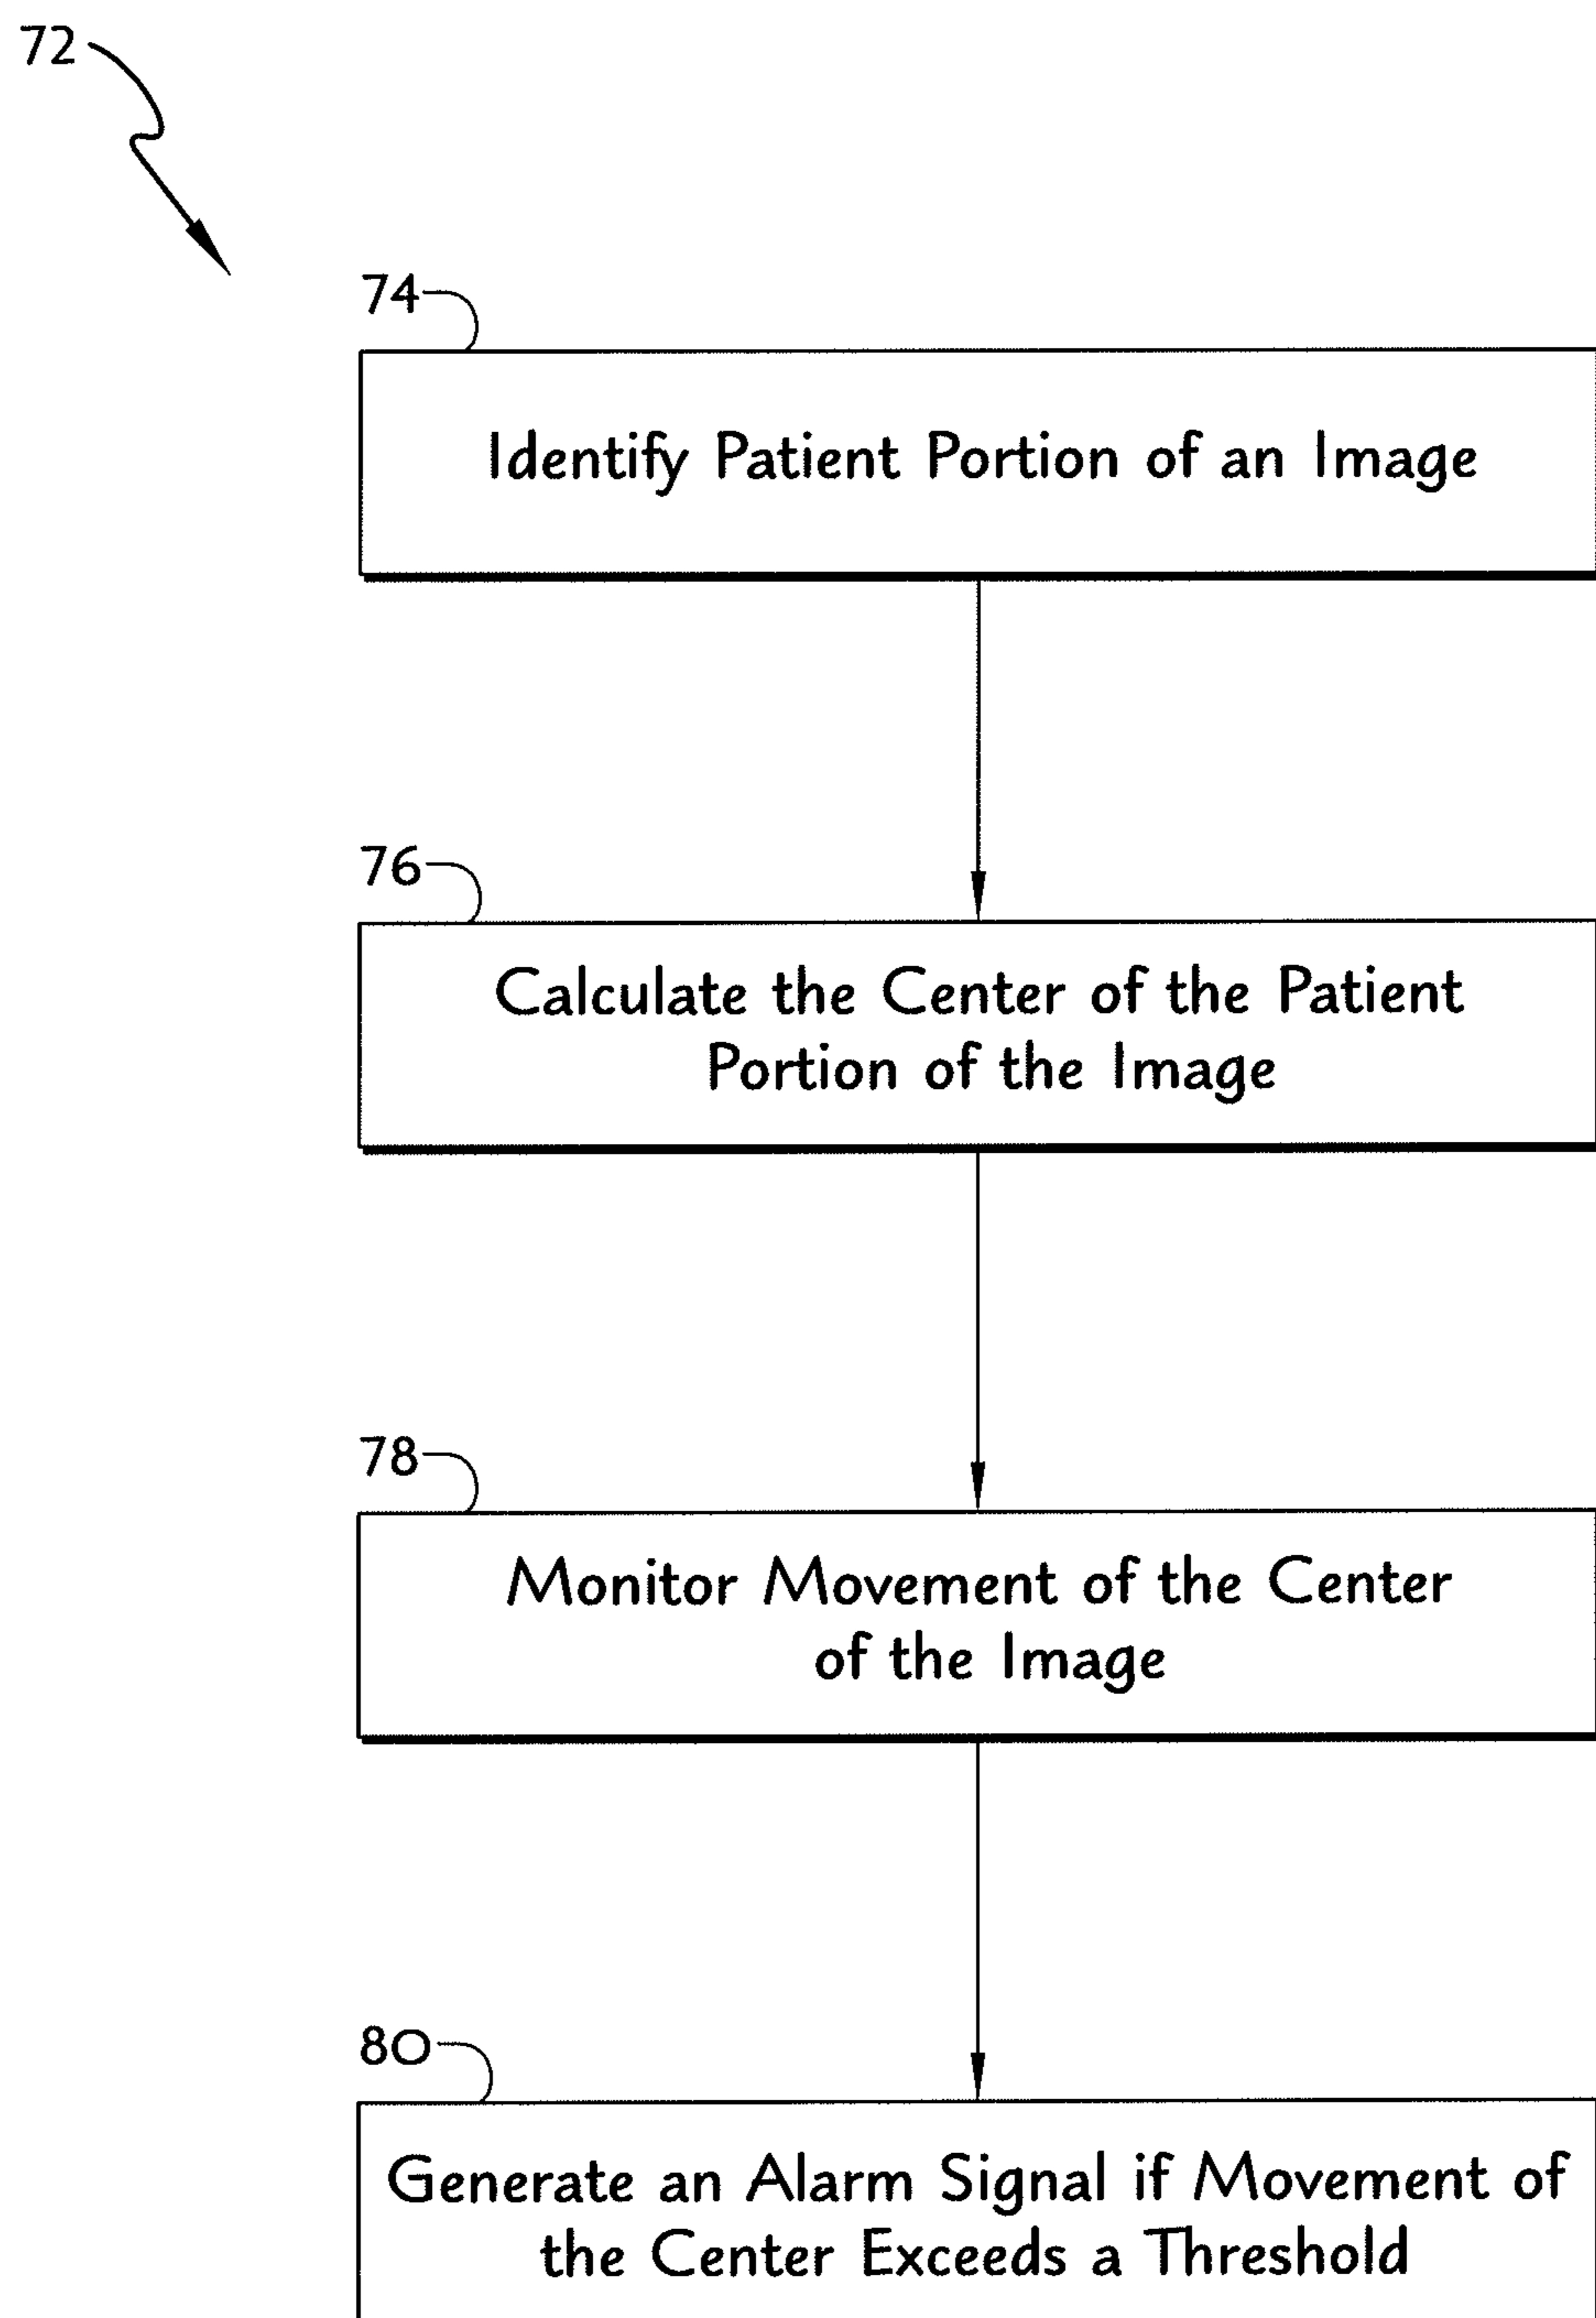 72
74
Identify Patient Portion of an Image
76
Calculate the Center of the Patient
Portion of the Image
78
Monitor Movement of the Center
of the Image
80
Generate an Alarm Signal if Movement of
the Center Exceeds a Threshold